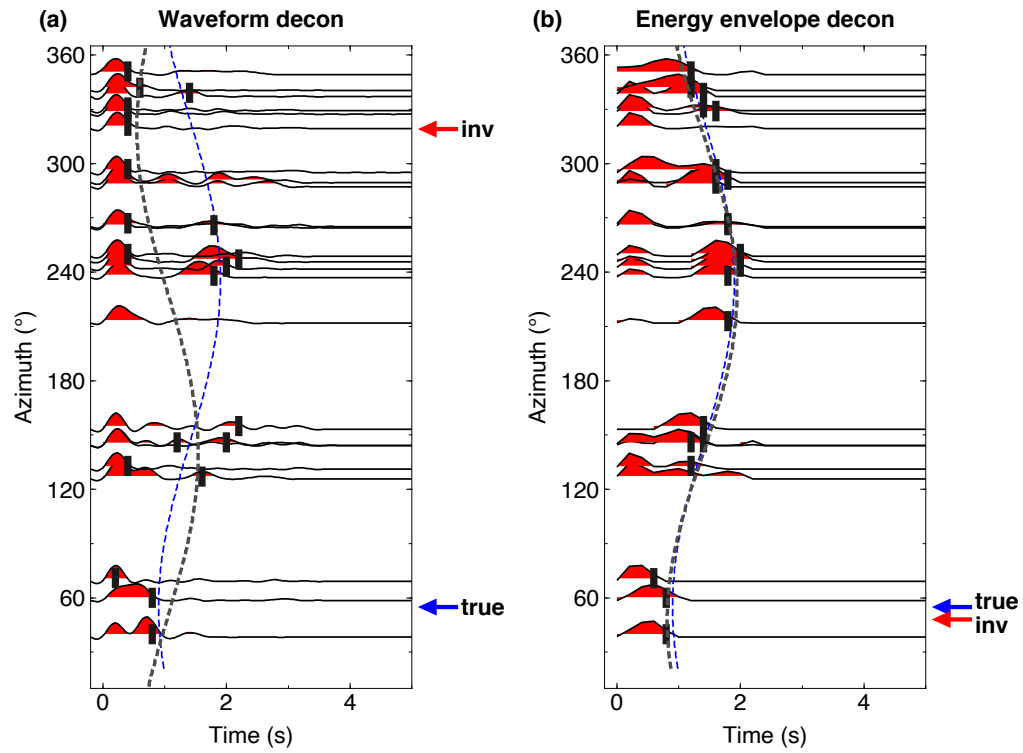 (a) Waveform decon
(b) Energy envelope decon
360
300
240
180
120
60
Azimuth (°)
0 2 4
Time (s)
inv
true
360
300
240
180
120
60
Azimuth (°)
0 2 4
Time (s)
true
inv